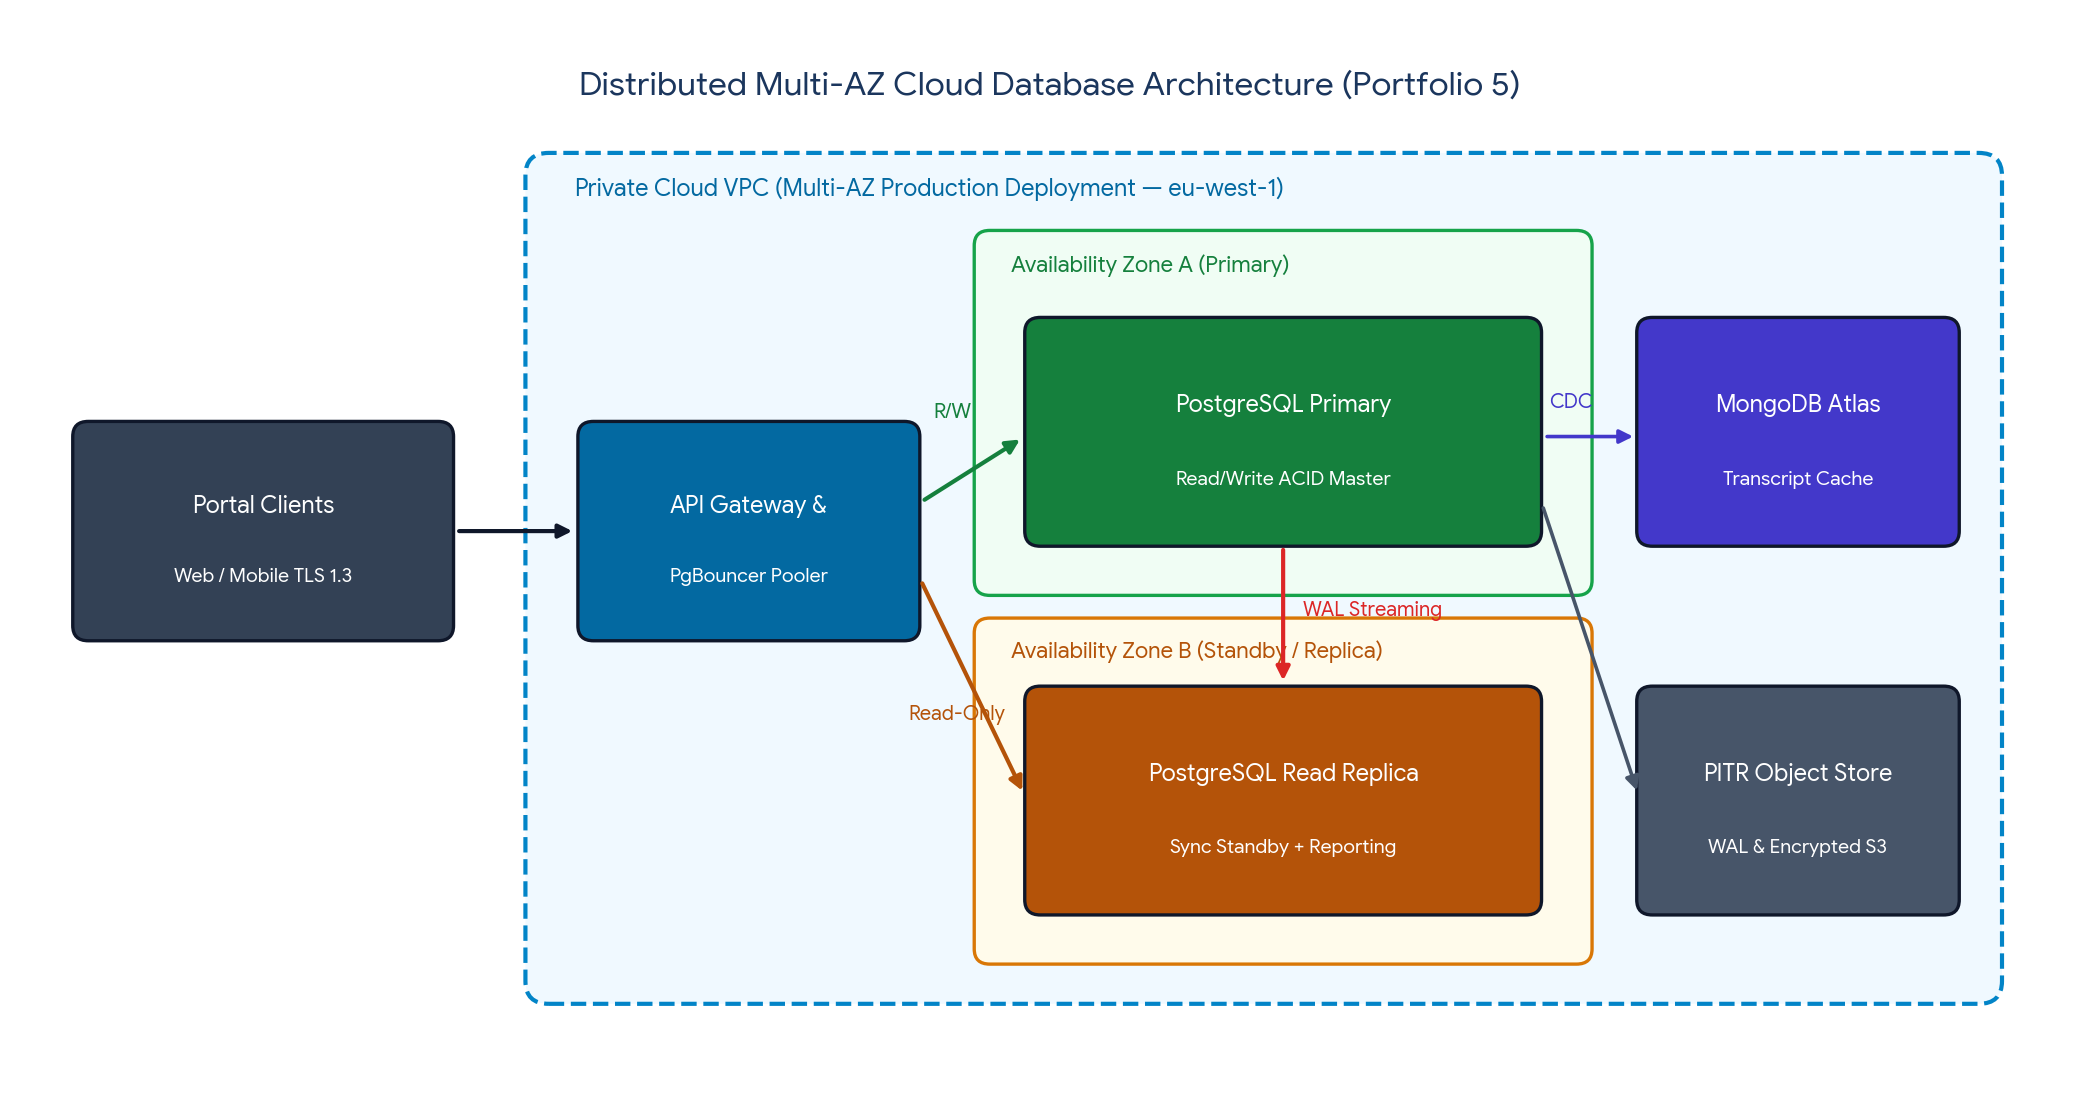 Distributed Multi-AZ Cloud Database Architecture (Portfolio 5)
Private Cloud VPC (Multi-AZ Production Deployment — eu-west-1)
Availability Zone A (Primary)
Portal Clients
Web / Mobile TLS 1.3
API Gateway &
PgBouncer Pooler
R/W
PostgreSQL Primary
Read/Write ACID Master
CDC
MongoDB Atlas
Transcript Cache
WAL Streaming
Availability Zone B (Standby / Replica)
Read-Only
PostgreSQL Read Replica
Sync Standby + Reporting
PITR Object Store
WAL & Encrypted S3